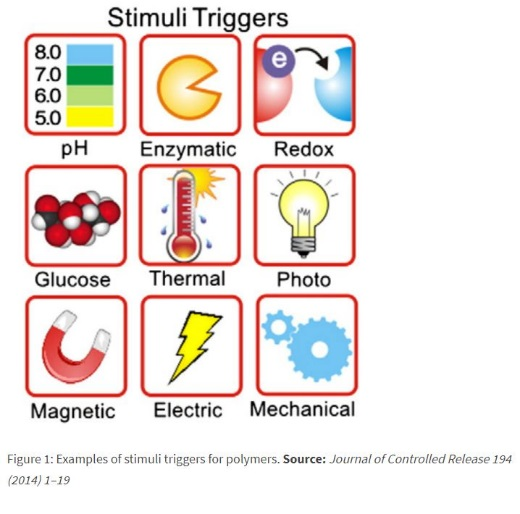 Stimuli Triggers
8.0
7.0
6.0
5.0
e
pH Enzymatic Redox
Glucose Thermal Photo
Magnetic Electric Mechanical
Figure 1: Examples of stimuli triggers for polymers. Source: Journal of Controlled Release 194
(2014) 1–19